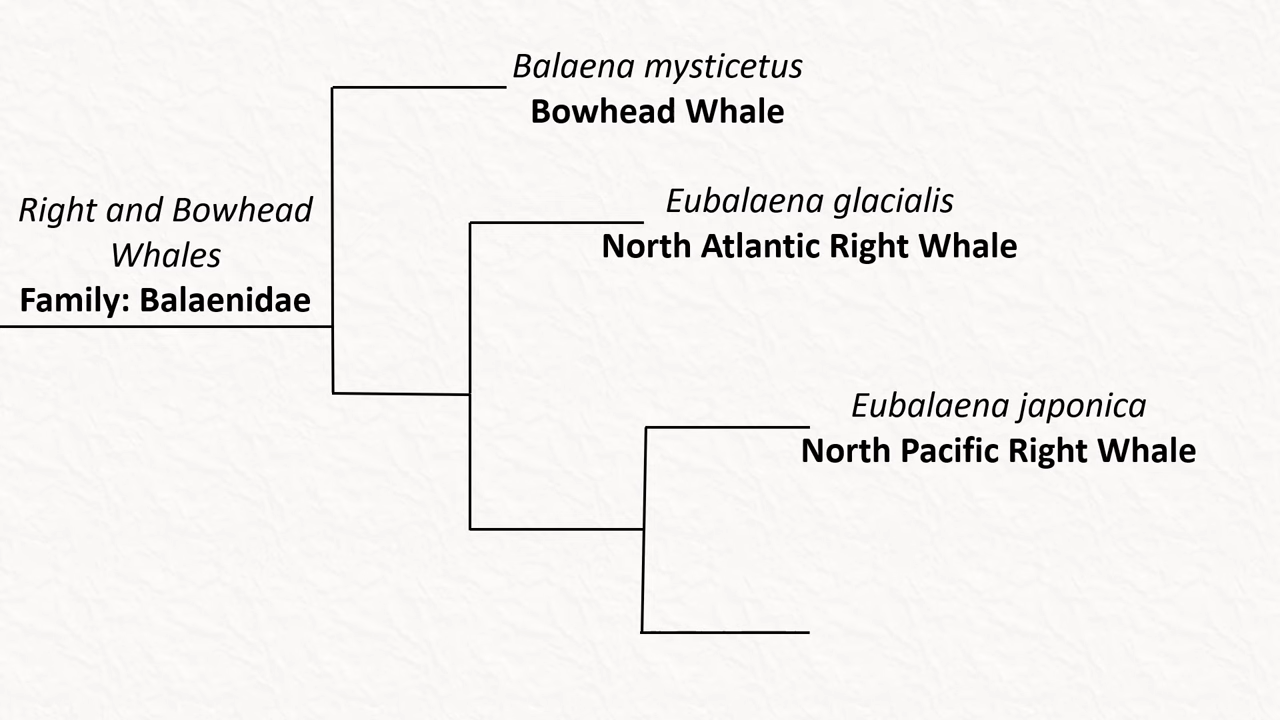 Balaena mysticetus
Bowhead Whale
Eubalaena glacialis
North Atlantic Right Whale
Right and Bowhead
Whales
Family: Balaenidae
Eubalaena japonica
North Pacific Right Whale